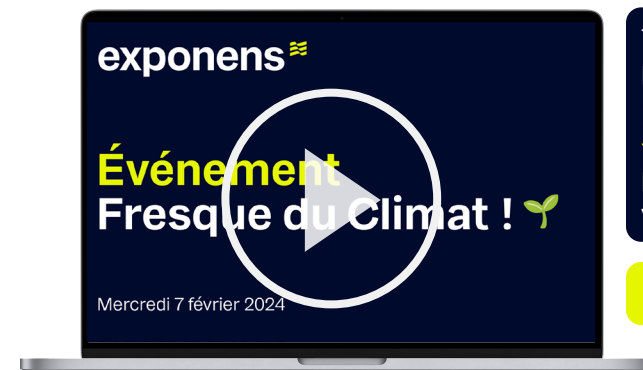 exponens
Événement
Fresque du Climat !
Mercredi 7 février 2024